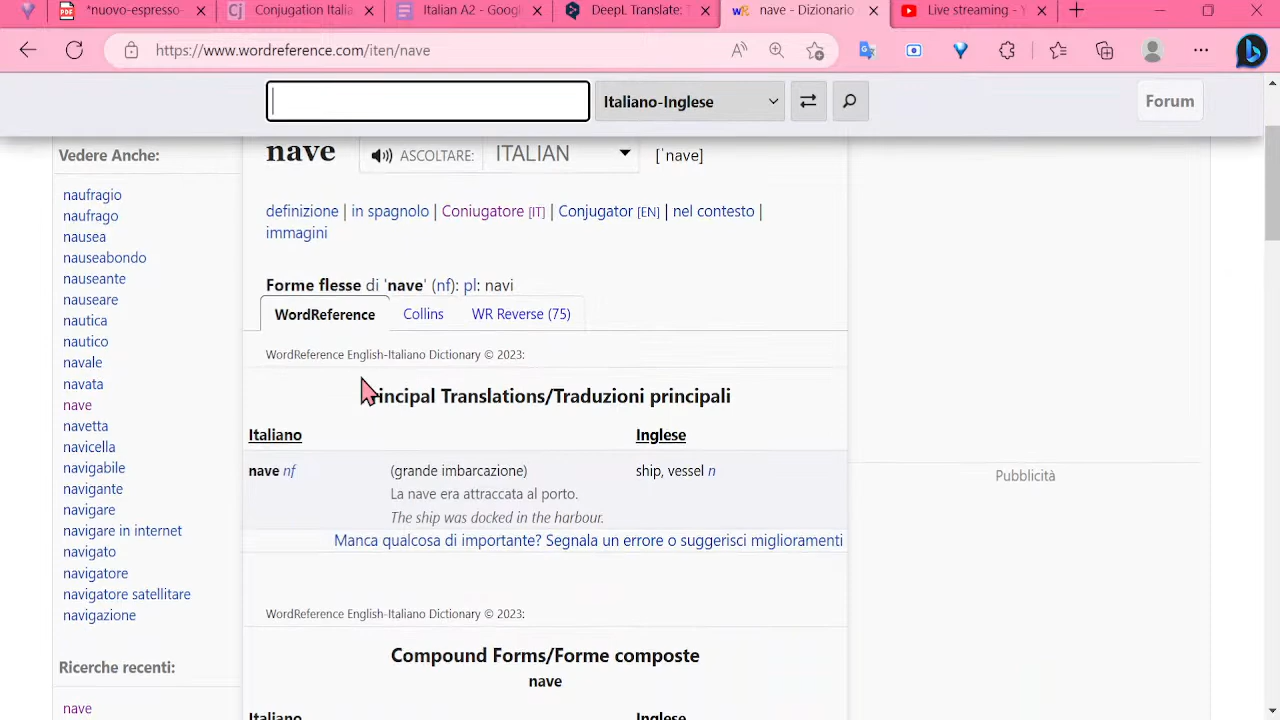 *nuovo-espresso-
Conjugation Italia
Italian A2 - Googl
DeepL Translate: T
nave - Dizionario
Live streaming - Y
https://www.wordreference.com/iten/nave
Italiano-Inglese
Forum
Vedere Anche:
naufragio
naufrago
nausea
nauseabondo
nauseante
nauseare
nautica
nautico
navale
navata
nave
navetta
navicella
navigabile
navigante
navigare
navigare in internet
navigato
navigatore
navigatore satellitare
navigazione
Ricerche recenti:
nave
nave
ASCOLTARE:
ITALIAN
[ˈnave]
definizione | in spagnolo | Coniugatore [IT] | Conjugator [EN] | nel contesto |
immagini
Forme flesse di 'nave' (nf): pl: navi
WordReference
Collins
WR Reverse (75)
WordReference English-Italiano Dictionary © 2023:
incipal Translations/Traduzioni principali
Italiano
Inglese
nave nf
(grande imbarcazione)
ship, vessel n
La nave era attraccata al porto.
The ship was docked in the harbour.
Manca qualcosa di importante? Segnala un errore o suggerisci miglioramenti
WordReference English-Italiano Dictionary © 2023:
Compound Forms/Forme composte
nave
Italiano
Inglese
Pubblicità